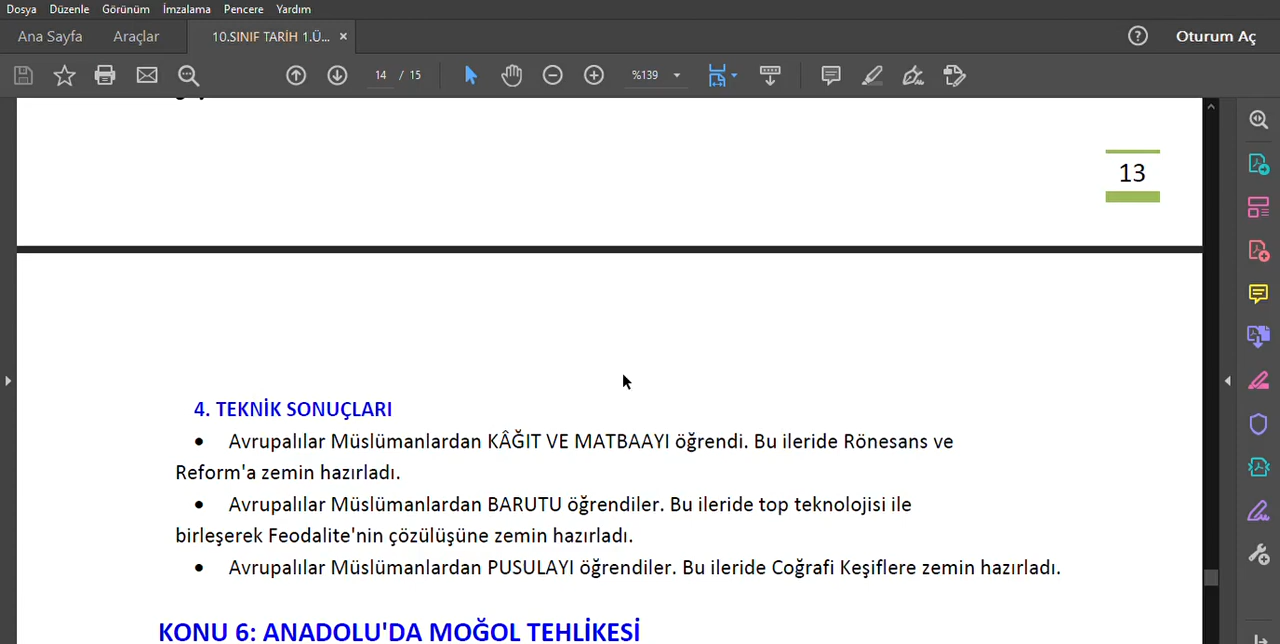 Dosya Düzenle Görünüm İmzalama Pencere Yardım
Ana Sayfa Araçlar 10.SINIF TARİH 1.Ü... × Oturum Aç
14 / 15 %139
13
4. TEKNİK SONUÇLARI
• Avrupalılar Müslümanlardan KÂĞIT VE MATBAAYI öğrendi. Bu ileride Rönesans ve
Reform'a zemin hazırladı.
• Avrupalılar Müslümanlardan BARUTU öğrendiler. Bu ileride top teknolojisi ile
birleşerek Feodalite'nin çözülüşüne zemin hazırladı.
• Avrupalılar Müslümanlardan PUSULAYI öğrendiler. Bu ileride Coğrafi Keşiflere zemin hazırladı.
KONU 6: ANADOLU'DA MOĞOL TEHLİKESİ